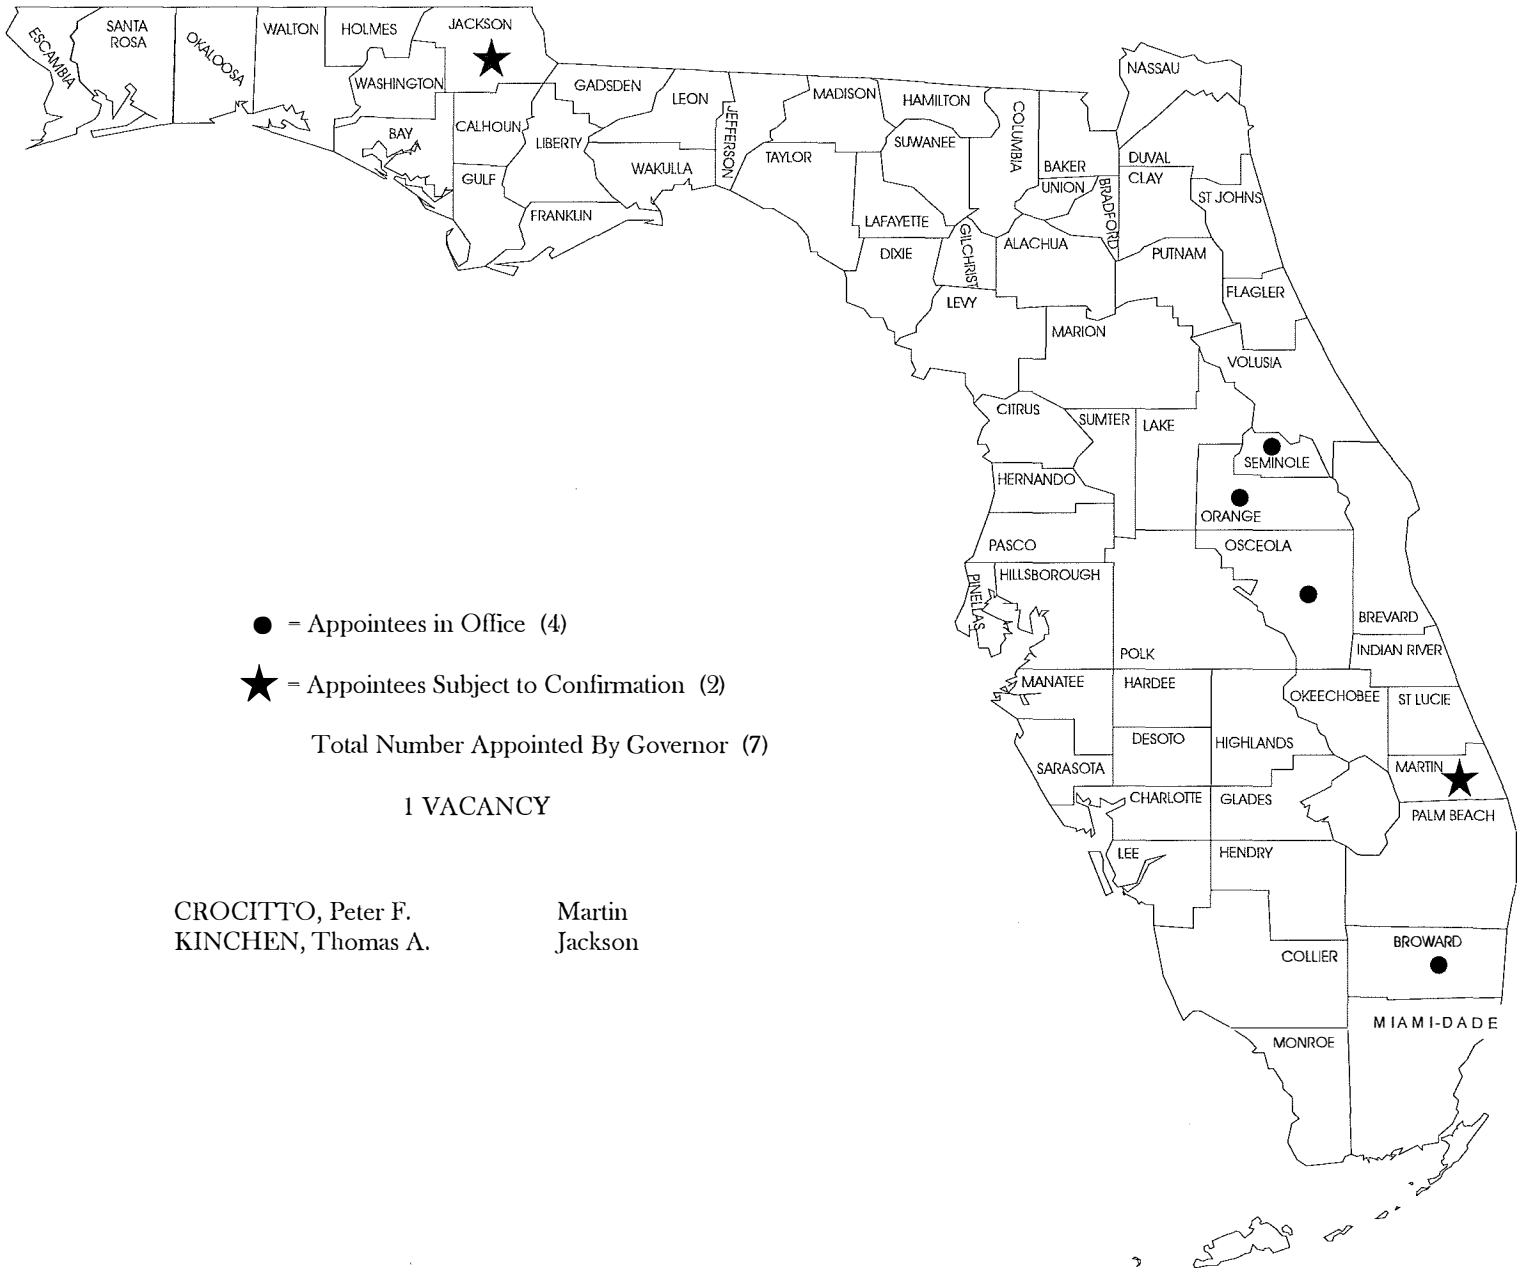 ESCAMBIA
SANTA
ROSA
OKALOOSA
WALTON
HOLMES
JACKSON
WASHINGTON
BAY
CALHOUN
GULF
GADSDEN
LIBERTY
LEON
WAKULLA
FRANKLIN
JEFFERSON
MADISON
TAYLOR
HAMILTON
SUWANEE
LAFAYETTE
DIXIE
GILCHRIST
COLUMBIA
BAKER
UNION
BRADFORD
ALACHUA
LEVY
NASSAU
DUVAL
CLAY
ST JOHNS
PUTNAM
FLAGLER
MARION
VOLUSIA
CITRUS
SUMTER
LAKE
SEMINOLE
HERNANDO
ORANGE
PASCO
OSCEOLA
HILLSBOROUGH
PINELLAS
BREVARD
POLK
INDIAN RIVER
MANATEE
HARDEE
OKEECHOBEE
ST LUCIE
DESOTO
HIGHLANDS
SARASOTA
MARTIN
CHARLOTTE
GLADES
PALM BEACH
LEE
HENDRY
BROWARD
COLLIER
MIAMI-DADE
MONROE
= Appointees in Office (4)
= Appointees Subject to Confirmation (2)
Total Number Appointed By Governor (7)
1 VACANCY
CROCITTO, Peter F. Martin
KINCHEN, Thomas A. Jackson